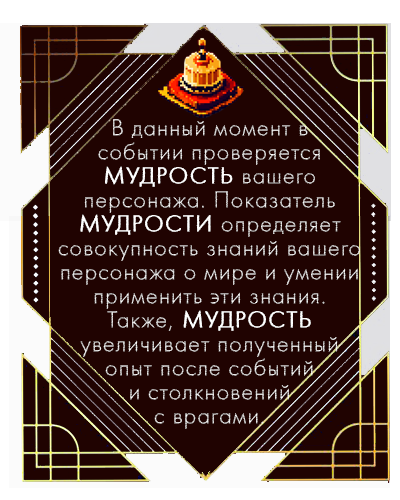 В данный момент в
событии проверяется
МУДРОСТЬ вашего
персонажа. Показатель
МУДРОСТИ определяет
совокупность знаний вашего
персонажа о мире и умении
применить эти знания.
Также, МУДРОСТЬ
увеличивает полученный
опыт после событий
и столкновений
с врагами.